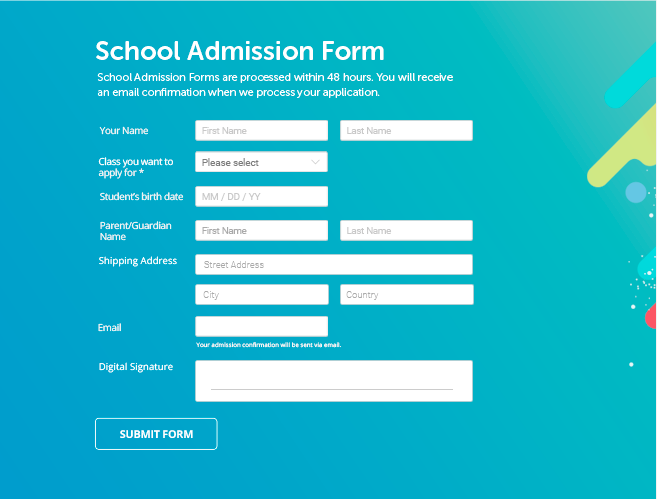 School Admission Form
School Admission Forms are processed within 48 hours. You will receive
an email confirmation when we process your application.
Your Name First Name Last Name
Class you want to
apply for * Please select
Student's birth date MM / DD / YY
Parent/Guardian
Name First Name Last Name
Shipping Address Street Address
City Country
Email
Your admission confirmation will be sent via email.
Digital Signature
SUBMIT FORM